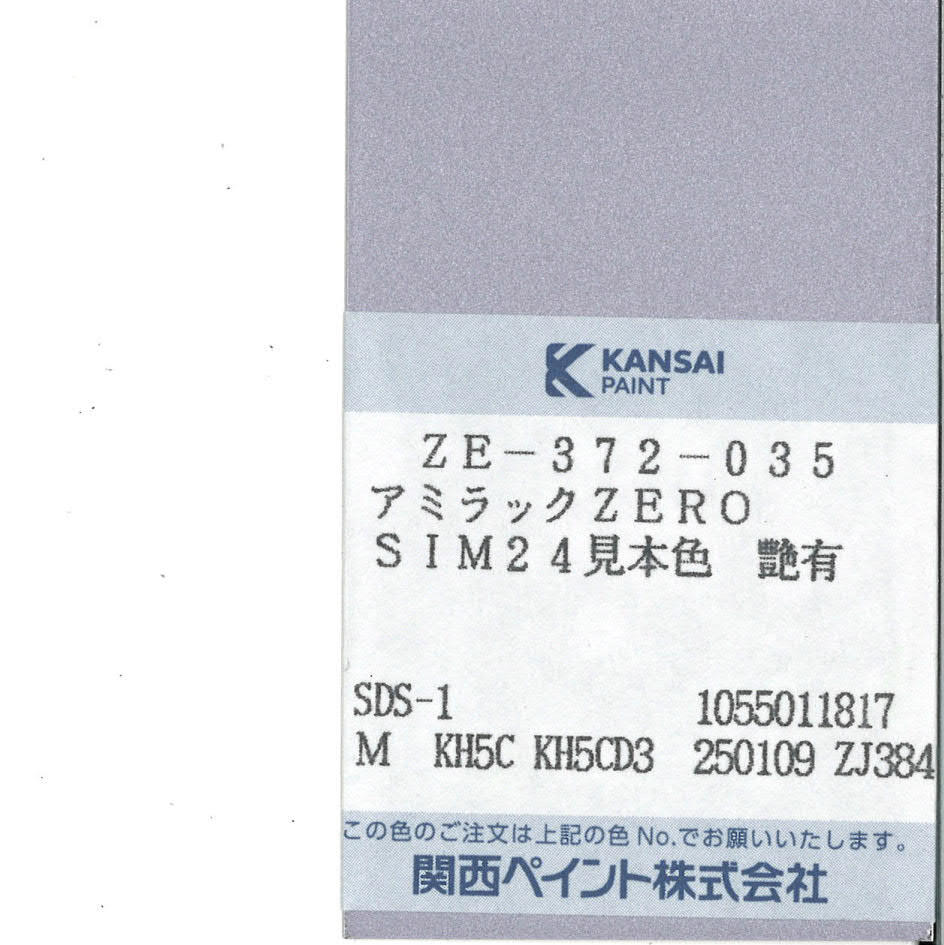 KANSAI
PAINT
ZE-372-035
アミラックZERO
SIM24見本色 艶有
SDS-1 1055011817
M KH5C KH5CD3 250109 ZJ384
この色のご注文は上記の色No.でお願いいたします。
関西ペイント株式会社